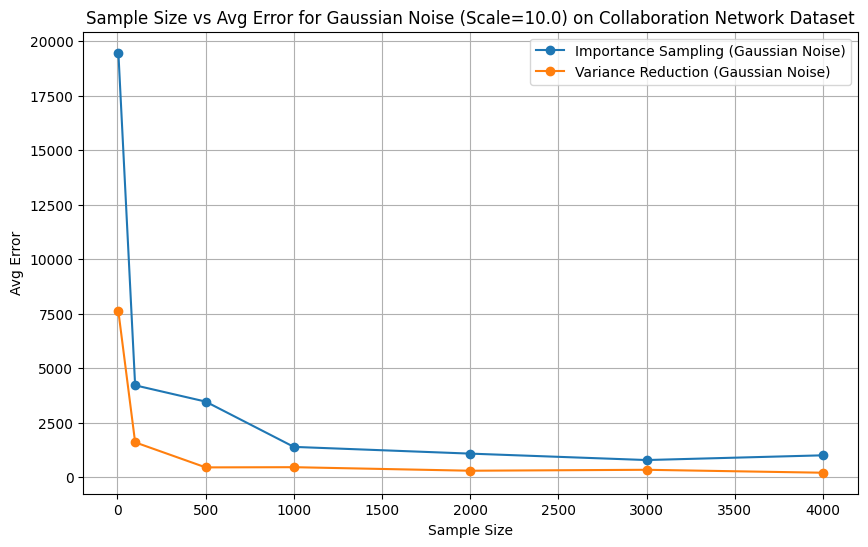 Sample Size vs Avg Error for Gaussian Noise (Scale=10.0) on Collaboration Network Dataset
Importance Sampling (Gaussian Noise)
Variance Reduction (Gaussian Noise)
Avg Error
20000
17500
15000
12500
10000
7500
5000
2500
0
0 500 1000 1500 2000 2500 3000 3500 4000
Sample Size